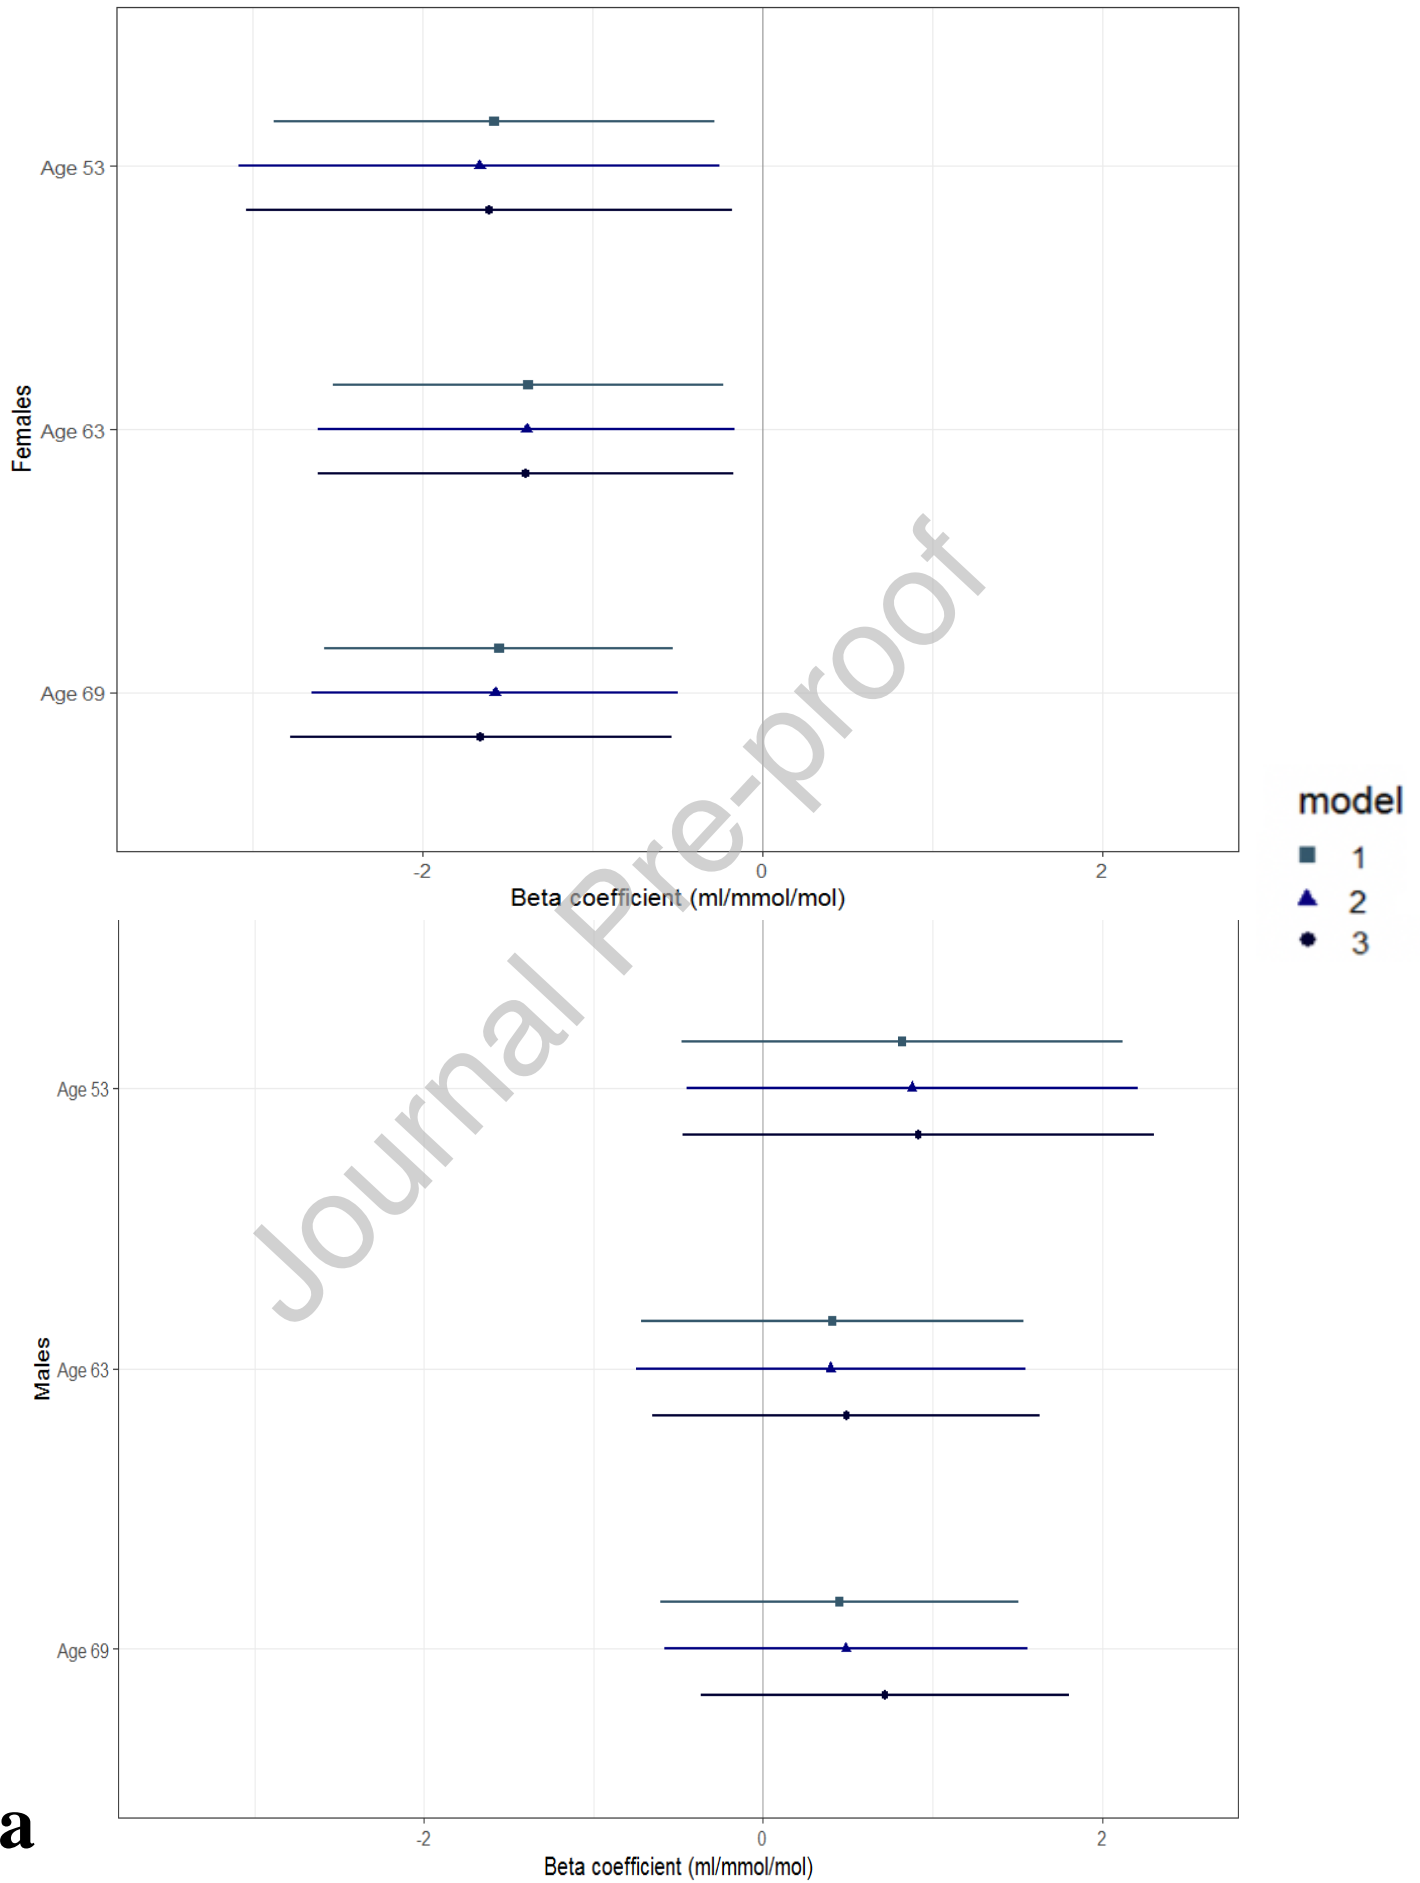 Females
Age 53
Age 63
Age 69
-2 0 2
Beta coefficient (ml/mmol/mol)
model
1
2
3
Journal Pre-proof
Males
Age 53
Age 63
Age 69
-2 0 2
Beta coefficient (ml/mmol/mol)
a